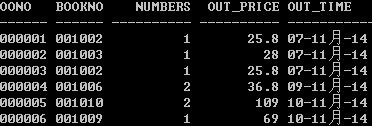 OONO BOOKNO NUMBERS OUT_PRICE OUT_TIME
------ ------ ---------- ---------- ----------
000001 001002 1 25.8 07-11月-14
000002 001003 1 28 07-11月-14
000003 001002 1 25.8 07-11月-14
000004 001006 2 36.8 09-11月-14
000005 001010 2 109 10-11月-14
000006 001009 1 69 10-11月-14